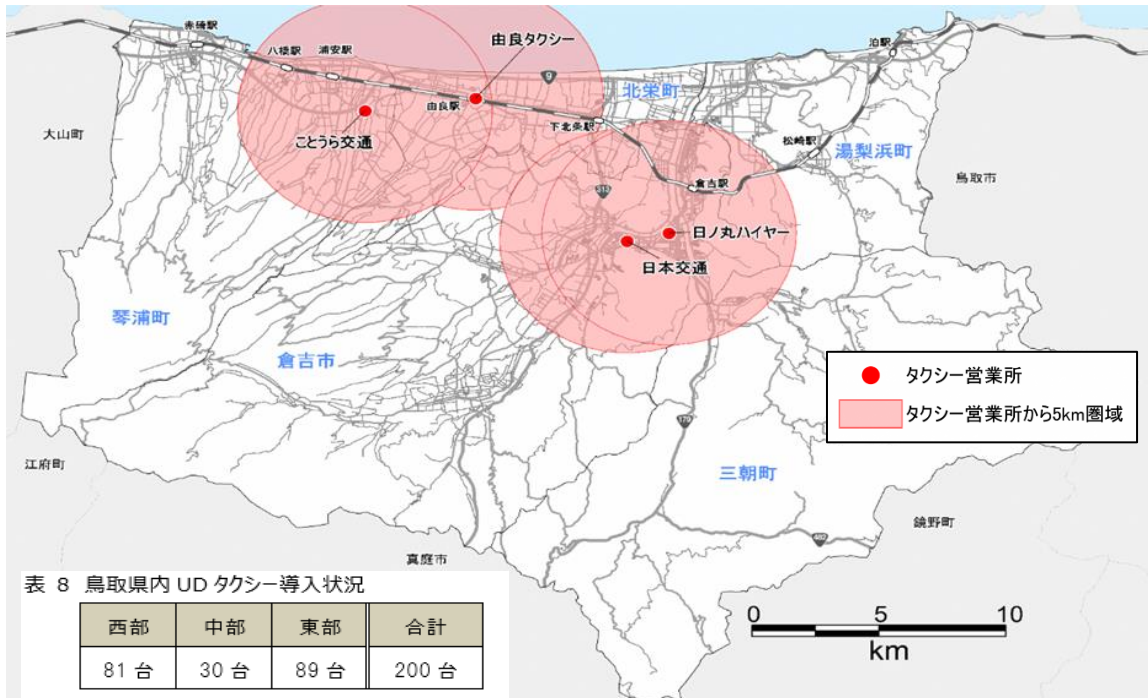 赤碕駅
八橋駅
浦安駅
由良タクシー
泊駅
9
北栄町
由良駅
下北条駅
大山町
ことうら交通
松崎駅
湯梨浜町
鳥取市
倉吉駅
313
日ノ丸ハイヤー
日本交通
琴浦町
倉吉市
タクシー営業所
タクシー営業所から5km圏域
179
江府町
三朝町
鏡野町
482
真庭市
表 8 鳥取県内 UD タクシー導入状況
西部 中部 東部 合計
81 台 30 台 89 台 200 台
0 5 10
km